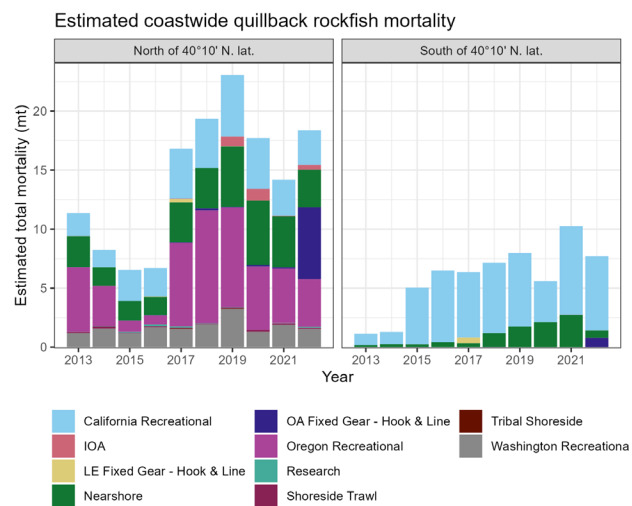 Estimated coastwide quillback rockfish mortality
North of 40°10' N. lat.
South of 40°10' N. lat.
Estimated total mortality (mt)
20
15
10
5
0
2013 2015 2017 2019 2021
2013 2015 2017 2019 2021
Year
California Recreational
IOA
LE Fixed Gear - Hook & Line
Nearshore
OA Fixed Gear - Hook & Line
Oregon Recreational
Research
Shoreside Trawl
Tribal Shoreside
Washington Recreationa